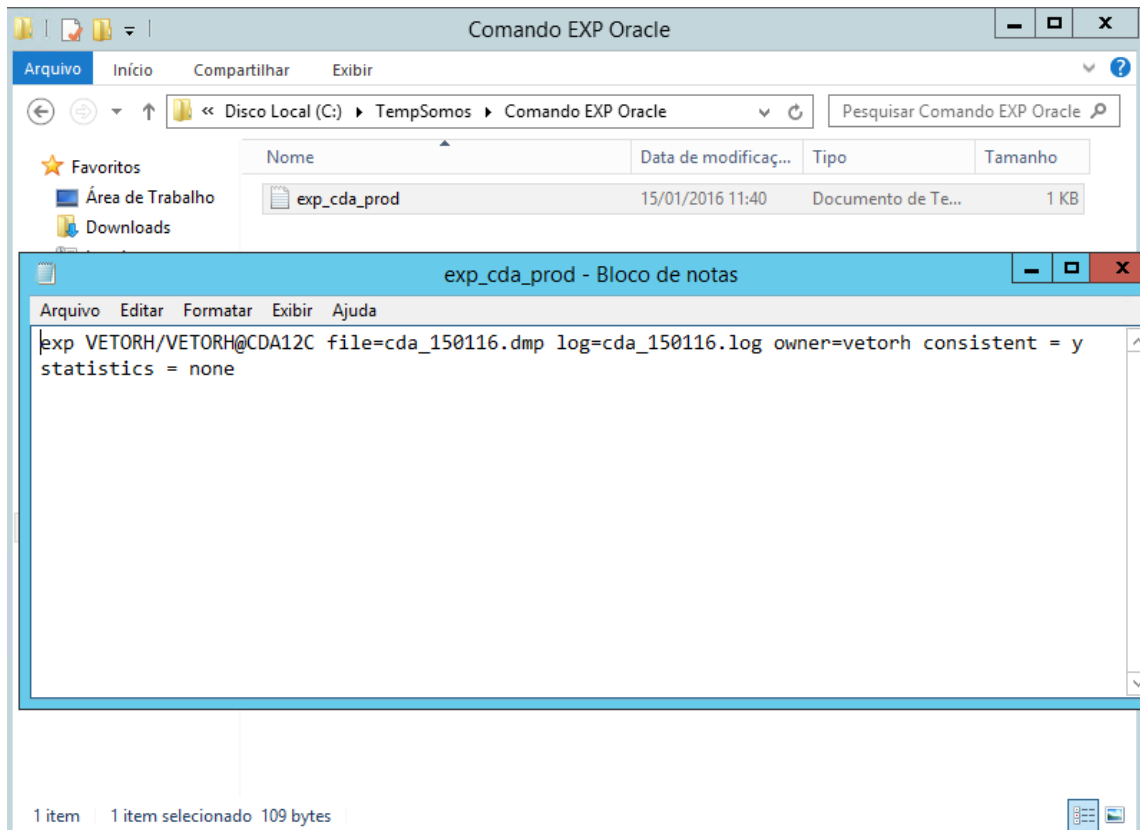 Comando EXP Oracle
Arquivo Início Compartilhar Exibir
« Disco Local (C:) TempSomos Comando EXP Oracle Pesquisar Comando EXP Oracle
Favoritos
Nome Data de modificaç... Tipo Tamanho
Área de Trabalho
exp_cda_prod 15/01/2016 11:40 Documento de Te... 1 KB
Downloads
exp_cda_prod - Bloco de notas
Arquivo Editar Formatar Exibir Ajuda
exp VETORH/VETORH@CDA12C file=cda_150116.dmp log=cda_150116.log owner=vetorh consistent = y
statistics = none
1 item 1 item selecionado 109 bytes